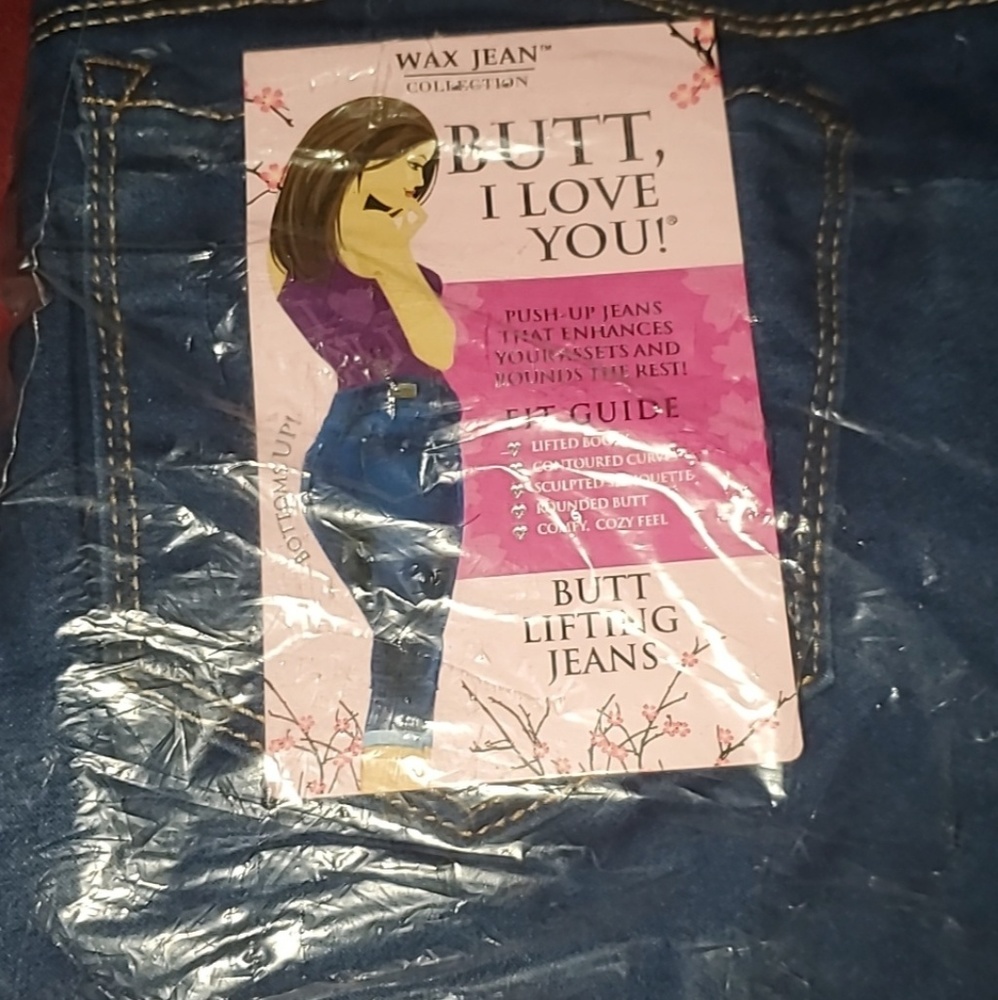 WAX JEAN™
COLLECTION
BUTT,
I LOVE
YOU!®
PUSH-UP JEANS
THAT ENHANCES
YOUR ASSETS AND
ROUNDS THE REST!
FIT GUIDE
LIFTED
CONTOURED
SCULPTED SILHOUETTE
ROUNDED BUTT
COMFY, COZY FEEL
BOTTOMS UP!
BUTT
LIFTING
JEANS